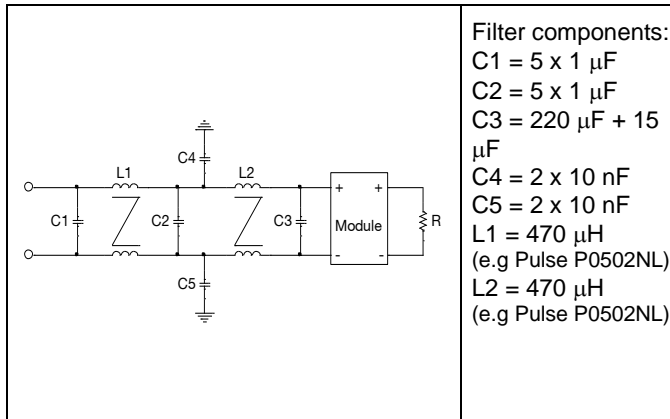 C4
L1
L2
C1
C2
C3
+
+
Module
R
-
-
C5
Filter components:
C1 = 5 x 1 μF
C2 = 5 x 1 μF
C3 = 220 μF + 15
μF
C4 = 2 x 10 nF
C5 = 2 x 10 nF
L1 = 470 μH
(e.g Pulse P0502NL)
L2 = 470 μH
(e.g Pulse P0502NL)